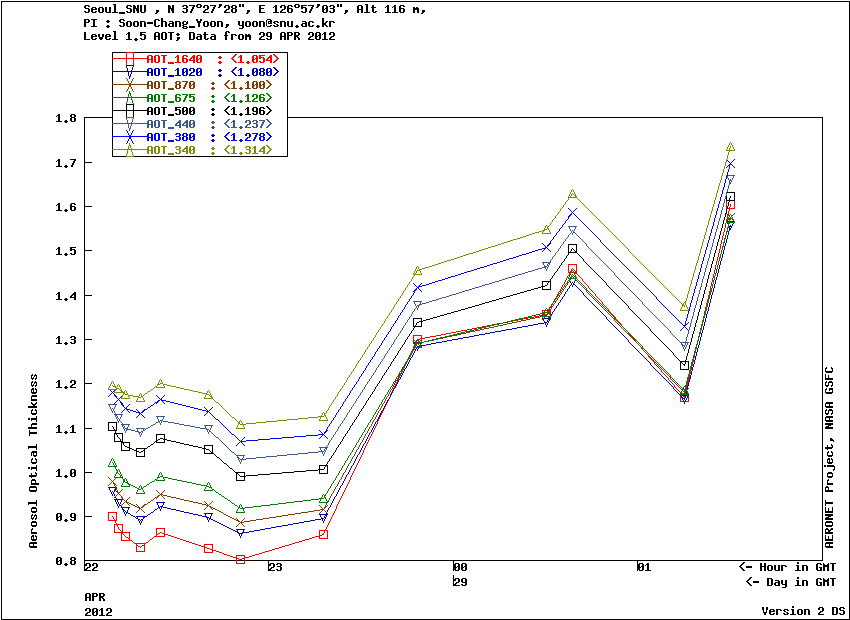 Seoul_SNU , N 37°27'28", E 126°57'03", Alt 116 m,
PI : Soon-Chang_Yoon, yoon@snu.ac.kr
Level 1.5 AOT; Data from 29 APR 2012
AOT_1640 : <1.054>
AOT_1020 : <1.080>
AOT_870 : <1.100>
AOT_675 : <1.126>
AOT_500 : <1.196>
AOT_440 : <1.237>
AOT_380 : <1.278>
AOT_340 : <1.314>
1.8
1.7
1.6
1.5
1.4
1.3
1.2
1.1
1.0
0.9
0.8
Aerosol Optical Thickness
AERONET Project, NASA GSFC
22 23 00 01 <- Hour in GMT
29 <- Day in GMT
APR
2012
Version 2 DS